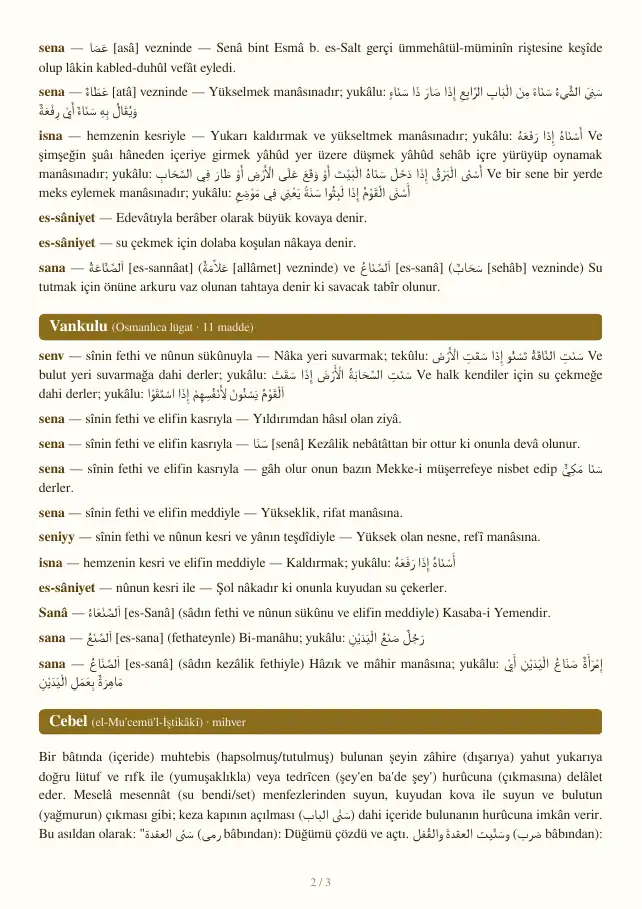 sena — عَصَا [asâ] vezninde — Senâ bint Esmâ b. es-Salt gerçi ümmehâtül-müminîn riştesine keşîde
olup lâkin kabled-duhûl vefât eyledi.
sena — عَطَاءٌ [atâ] vezninde — Yükselmek manâsınadır; yukâlu: سَنِيَ الشَّيْءُ سَنَاءً مِنَ الْبَابِ الرَّابِعِ إِذَا صَارَ ذَا سَنَاءٍ
وَيُقَالُ بِهِ سَنَاءٌ أَيْ رِفْعَةٌ
isna — hemzenin kesriyle — Yukarı kaldırmak ve yükseltmek manâsınadır; yukâlu: أَسْنَاهُ إِذَا رَفَعَهُ Ve
şimşeğin şuâı hâneden içeriye girmek yâhûd yer üzere düşmek yâhûd sehâb içre yürüyüp oynamak
manâsınadır; yukâlu: أَسْنَى الْبَرْقُ إِذَا دَخَلَ سَنَاهُ الْبَيْتَ أَوْ وَقَعَ عَلَى الْأَرْضِ أَوْ طَارَ فِي السَّحَابِ Ve bir sene bir yerde
meks eylemek manâsınadır; yukâlu: أَسْنَى الْقَوْمُ إِذَا لَبِثُوا سَنَةً يَعْنِي فِي مَوْضِعٍ
es-sâniyet — Edevâtıyla berâber olarak büyük kovaya denir.
es-sâniyet — su çekmek için dolaba koşulan nâkaya denir.
sana — اَلصَّنَّاعَةُ [es-sannâat] (عَلَّامَةٌ [allâmet] vezninde) ve اَلصَّنَاعُ [es-sanâ] (سَحَابٌ [sehâb] vezninde) Su
tutmak için önüne arkuru vaz olunan tahtaya denir ki savacak tabîr olunur.
Vankulu (Osmanlıca lügat · 11 madde)
senv — sînin fethi ve nûnun sükûnuyla — Nâka yeri suvarmak; tekûlu: سَنَتِ النَّاقَةُ تَسْنُو إِذَا سَقَتِ الْأَرْضَ Ve
bulut yeri suvarmağa dahi derler; yukâlu: سَنَتِ السَّحَابَةُ الْأَرْضَ إِذَا سَقَتْ Ve halk kendiler için su çekmeğe
dahi derler; yukâlu: اَلْقَوْمُ يَسْنُونَ لِأَنْفُسِهِمْ إِذَا اسْتَقَوْا
sena — sînin fethi ve elifin kasrıyla — Yıldırımdan hâsıl olan ziyâ.
sena — sînin fethi ve elifin kasrıyla — سَنَا [senâ] Kezâlik nebâtâttan bir ottur ki onunla devâ olunur.
sena — sînin fethi ve elifin kasrıyla — gâh olur onun bazın Mekke-i müşerrefeye nisbet edip سَنَا مَكِيٌّ
derler.
sena — sînin fethi ve elifin meddiyle — Yükseklik, rifat manâsına.
seniyy — sînin fethi ve nûnun kesri ve yânın teşdîdiyle — Yüksek olan nesne, refî manâsına.
isna — hemzenin kesri ve elifin meddiyle — Kaldırmak; yukâlu: أَسْنَاهُ إِذَا رَفَعَهُ
es-sâniyet — nûnun kesri ile — Şol nâkadır ki onunla kuyudan su çekerler.
Sanâ — اَلصَّنْعَاءُ [es-Sanâ] (sâdın fethi ve nûnun sükûnu ve elifin meddiyle) Kasaba-i Yemendir.
sana — اَلصَّنَعُ [es-sana] (fethateynle) Bi-manâhu; yukâlu: رَجُلٌ صَنَعُ الْيَدَيْنِ
sana — اَلصَّنَاعُ [es-sanâ] (sâdın kezâlik fethiyle) Hâzık ve mâhir manâsına; yukâlu: إِمْرَأَةٌ صَنَاعُ الْيَدَيْنِ أَيْ
مَاهِرَةٌ بِعَمَلِ الْيَدَيْنِ
Cebel (el-Mu'cemü'l-İştikâkî) · mihver
Bir bâtında (içeride) muhtebis (hapsolmuş/tutulmuş) bulunan şeyin zâhire (dışarıya) yahut yukarıya
doğru lütuf ve rıfk ile (yumuşaklıkla) veya tedrîcen (şey'en ba'de şey') hurûcuna (çıkmasına) delâlet
eder. Meselâ mesennât (su bendi/set) menfezlerinden suyun, kuyudan kova ile suyun ve bulutun
(yağmurun) çıkması gibi; keza kapının açılması (سَنَى الباب) dahi içeride bulunanın hurûcuna imkân verir.
Bu asıldan olarak: "سَنَى العقدة (رمى bâbından): Düğümü çözdü ve açtı. وسَنَّيت العقدةَ والقُفل (ضرب bâbından):
2 / 3